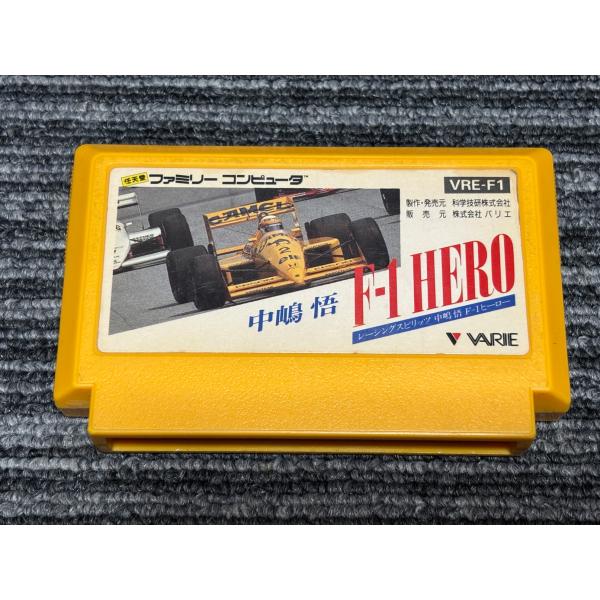 任天堂 ファミリー コンピュータ™
VRE-F1
製作・発売元 科学技研株式会社
販売元 株式会社バリエ
CAMEL
2
中嶋 悟
F-1 HERO
レーシングスピリッツ 中嶋 悟 F-1ヒーロー
VARIE